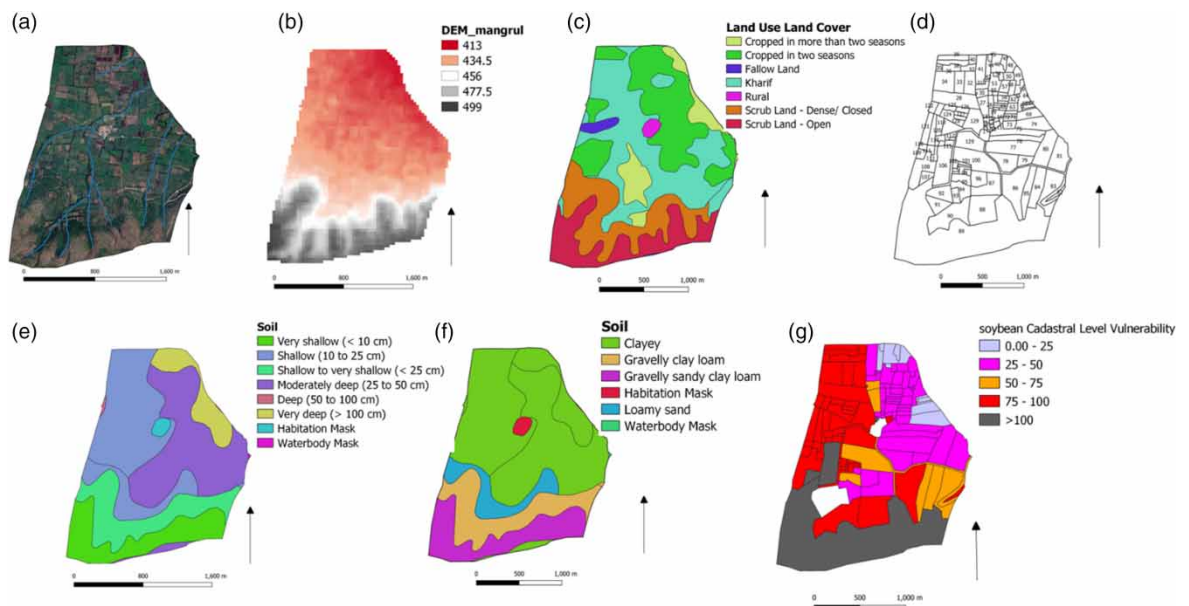 (a)
0 800 1,600 m
(b)
DEM_mangrul
413
434.5
456
477.5
499
0 800 1,600 m
(c)
Land Use Land Cover
Cropped in more than two seasons
Cropped in two seasons
Fallow Land
Kharif
Rural
Scrub Land - Dense/ Closed
Scrub Land - Open
0 500 1,000 m
(d)
0 500 1,000 m
(e)
Soil
Very shallow (< 10 cm)
Shallow (10 to 25 cm)
Shallow to very shallow (< 25 cm)
Moderately deep (25 to 50 cm)
Deep (50 to 100 cm)
Very deep (> 100 cm)
Habitation Mask
Waterbody Mask
0 800 1,600 m
(f)
Soil
Clayey
Gravelly clay loam
Gravelly sandy clay loam
Habitation Mask
Loamy sand
Waterbody Mask
0 500 1,000 m
(g)
soybean Cadastral Level Vulnerability
0.00 - 25
25 - 50
50 - 75
75 - 100
>100
0 500 1,000 m